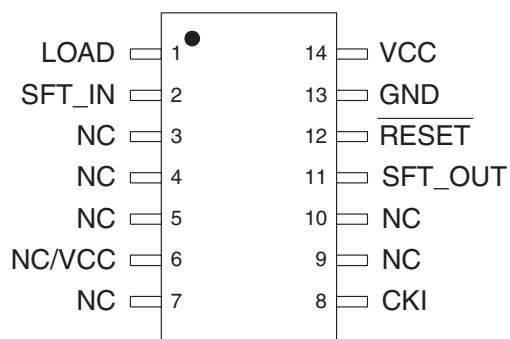 LOAD 1 14 VCC
SFT_IN 2 13 GND
NC 3 12 RESET
NC 4 11 SFT_OUT
NC 5 10 NC
NC/VCC 6 9 NC
NC 7 8 CKI